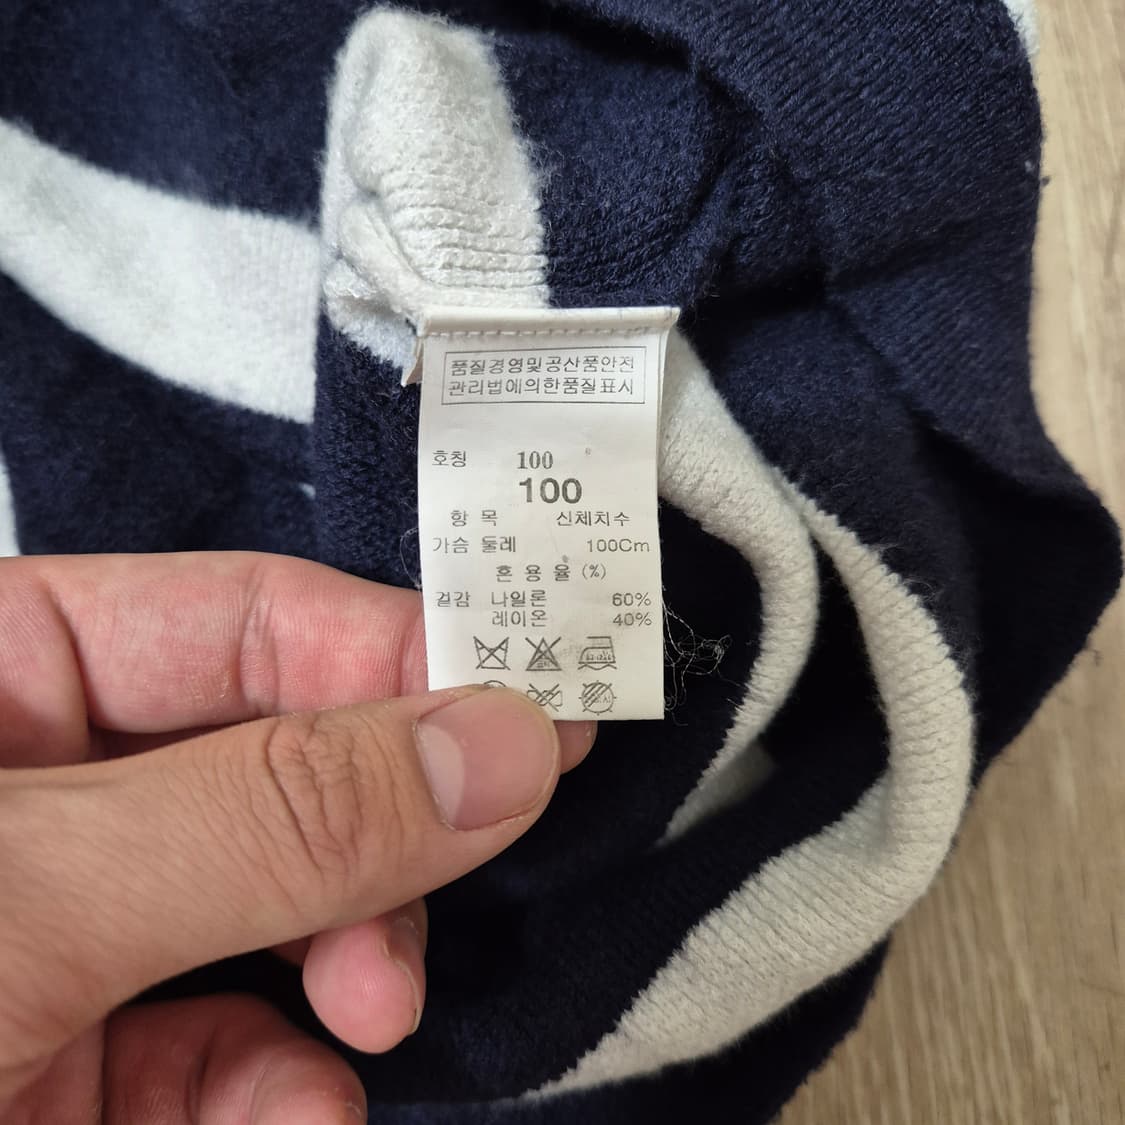 품질경영및공산품안전
관리법에의한품질표시
호칭 100
100
항 목 신체치수
가슴 둘레 100Cm
혼 용 율 (%)
겉감 나일론 60%
레이온 40%